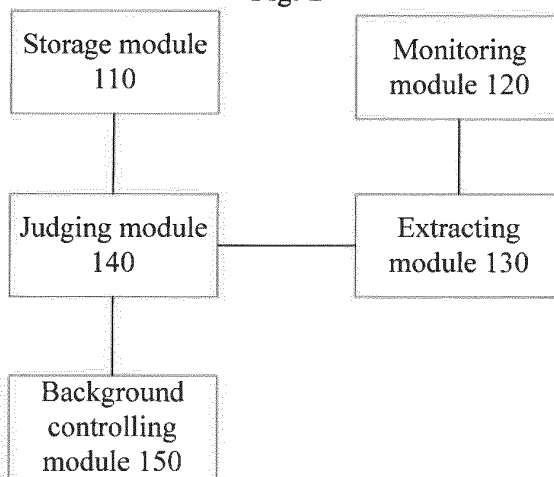 Storage module
110
Monitoring
module 120
Judging module
140
Extracting
module 130
Background
controlling
module 150